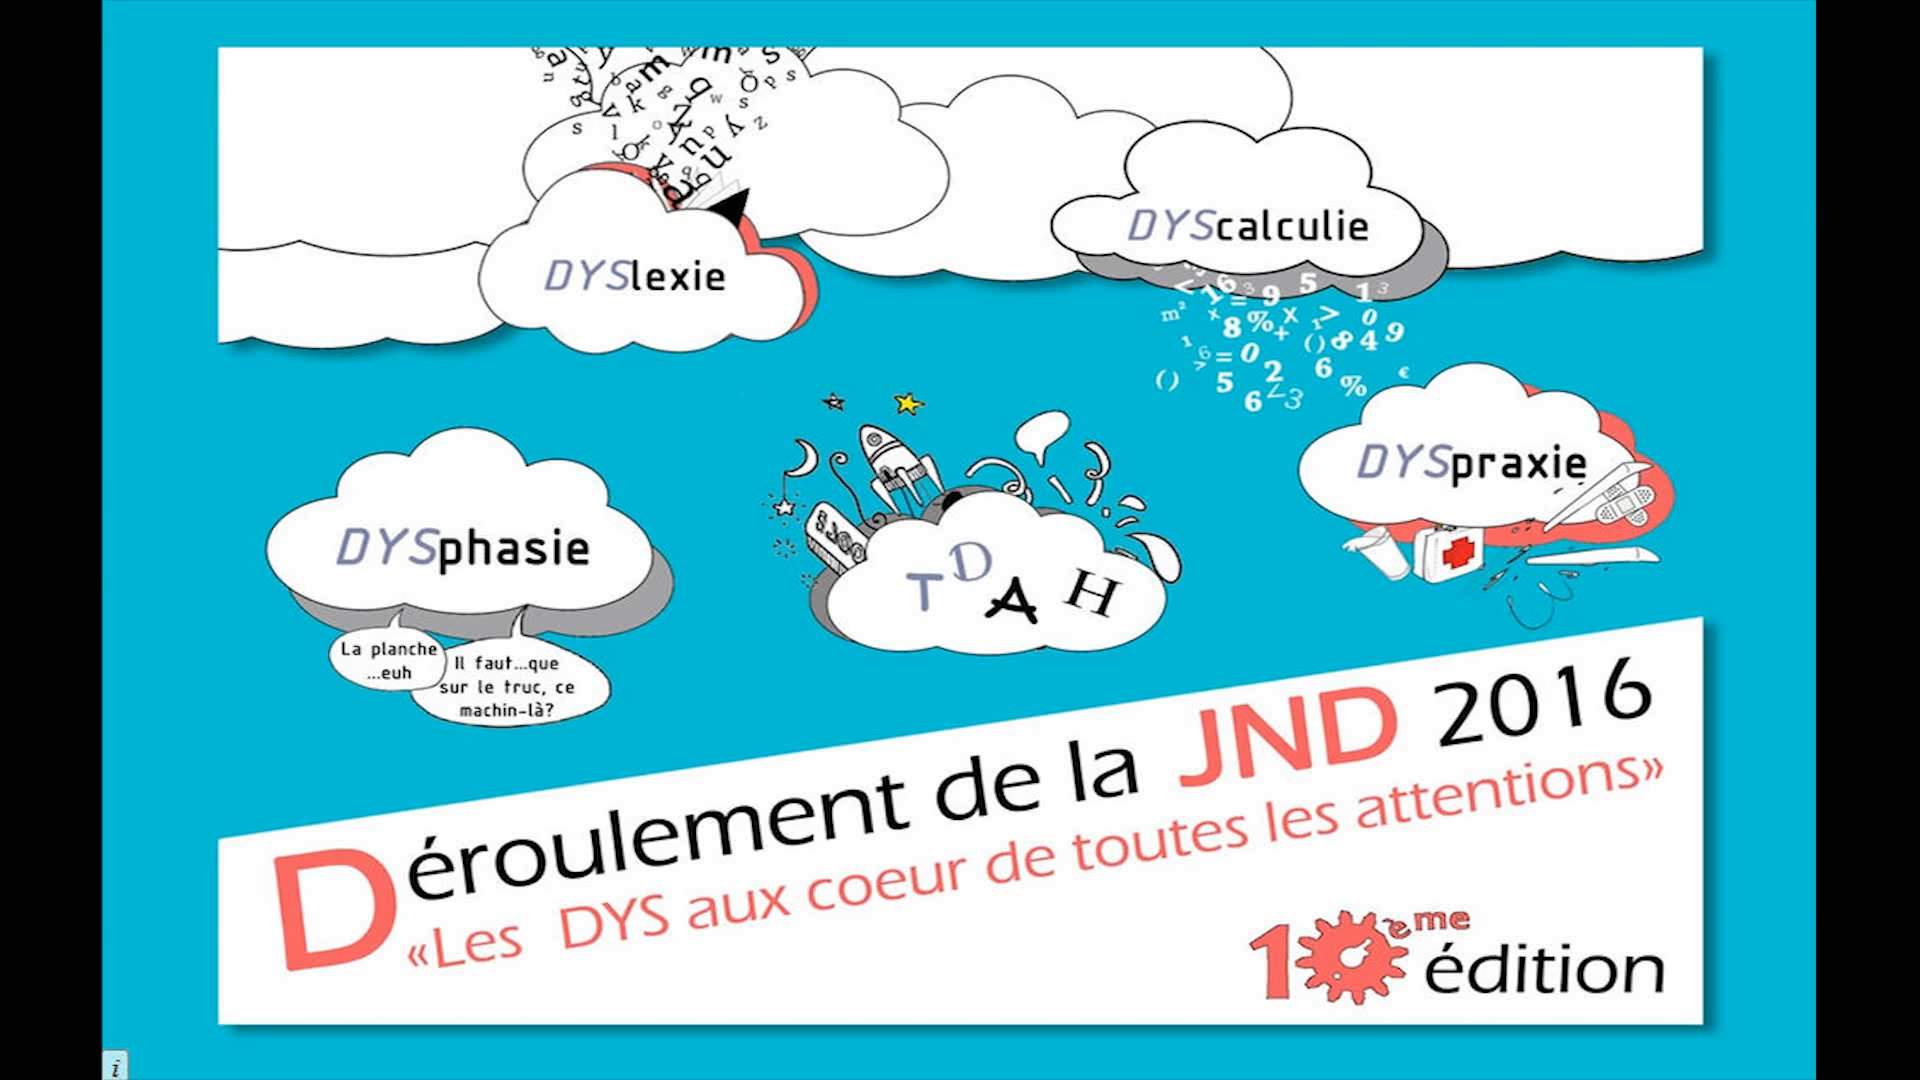 DYSlexie
DYScalculie
DYSpraxie
DYSphasie
TDAH
La planche
...euh
Il faut...que
sur le truc, ce
machin-là?
Déroulement de la JND 2016
«Les DYS aux coeur de toutes les attentions»
10ème
édition
i